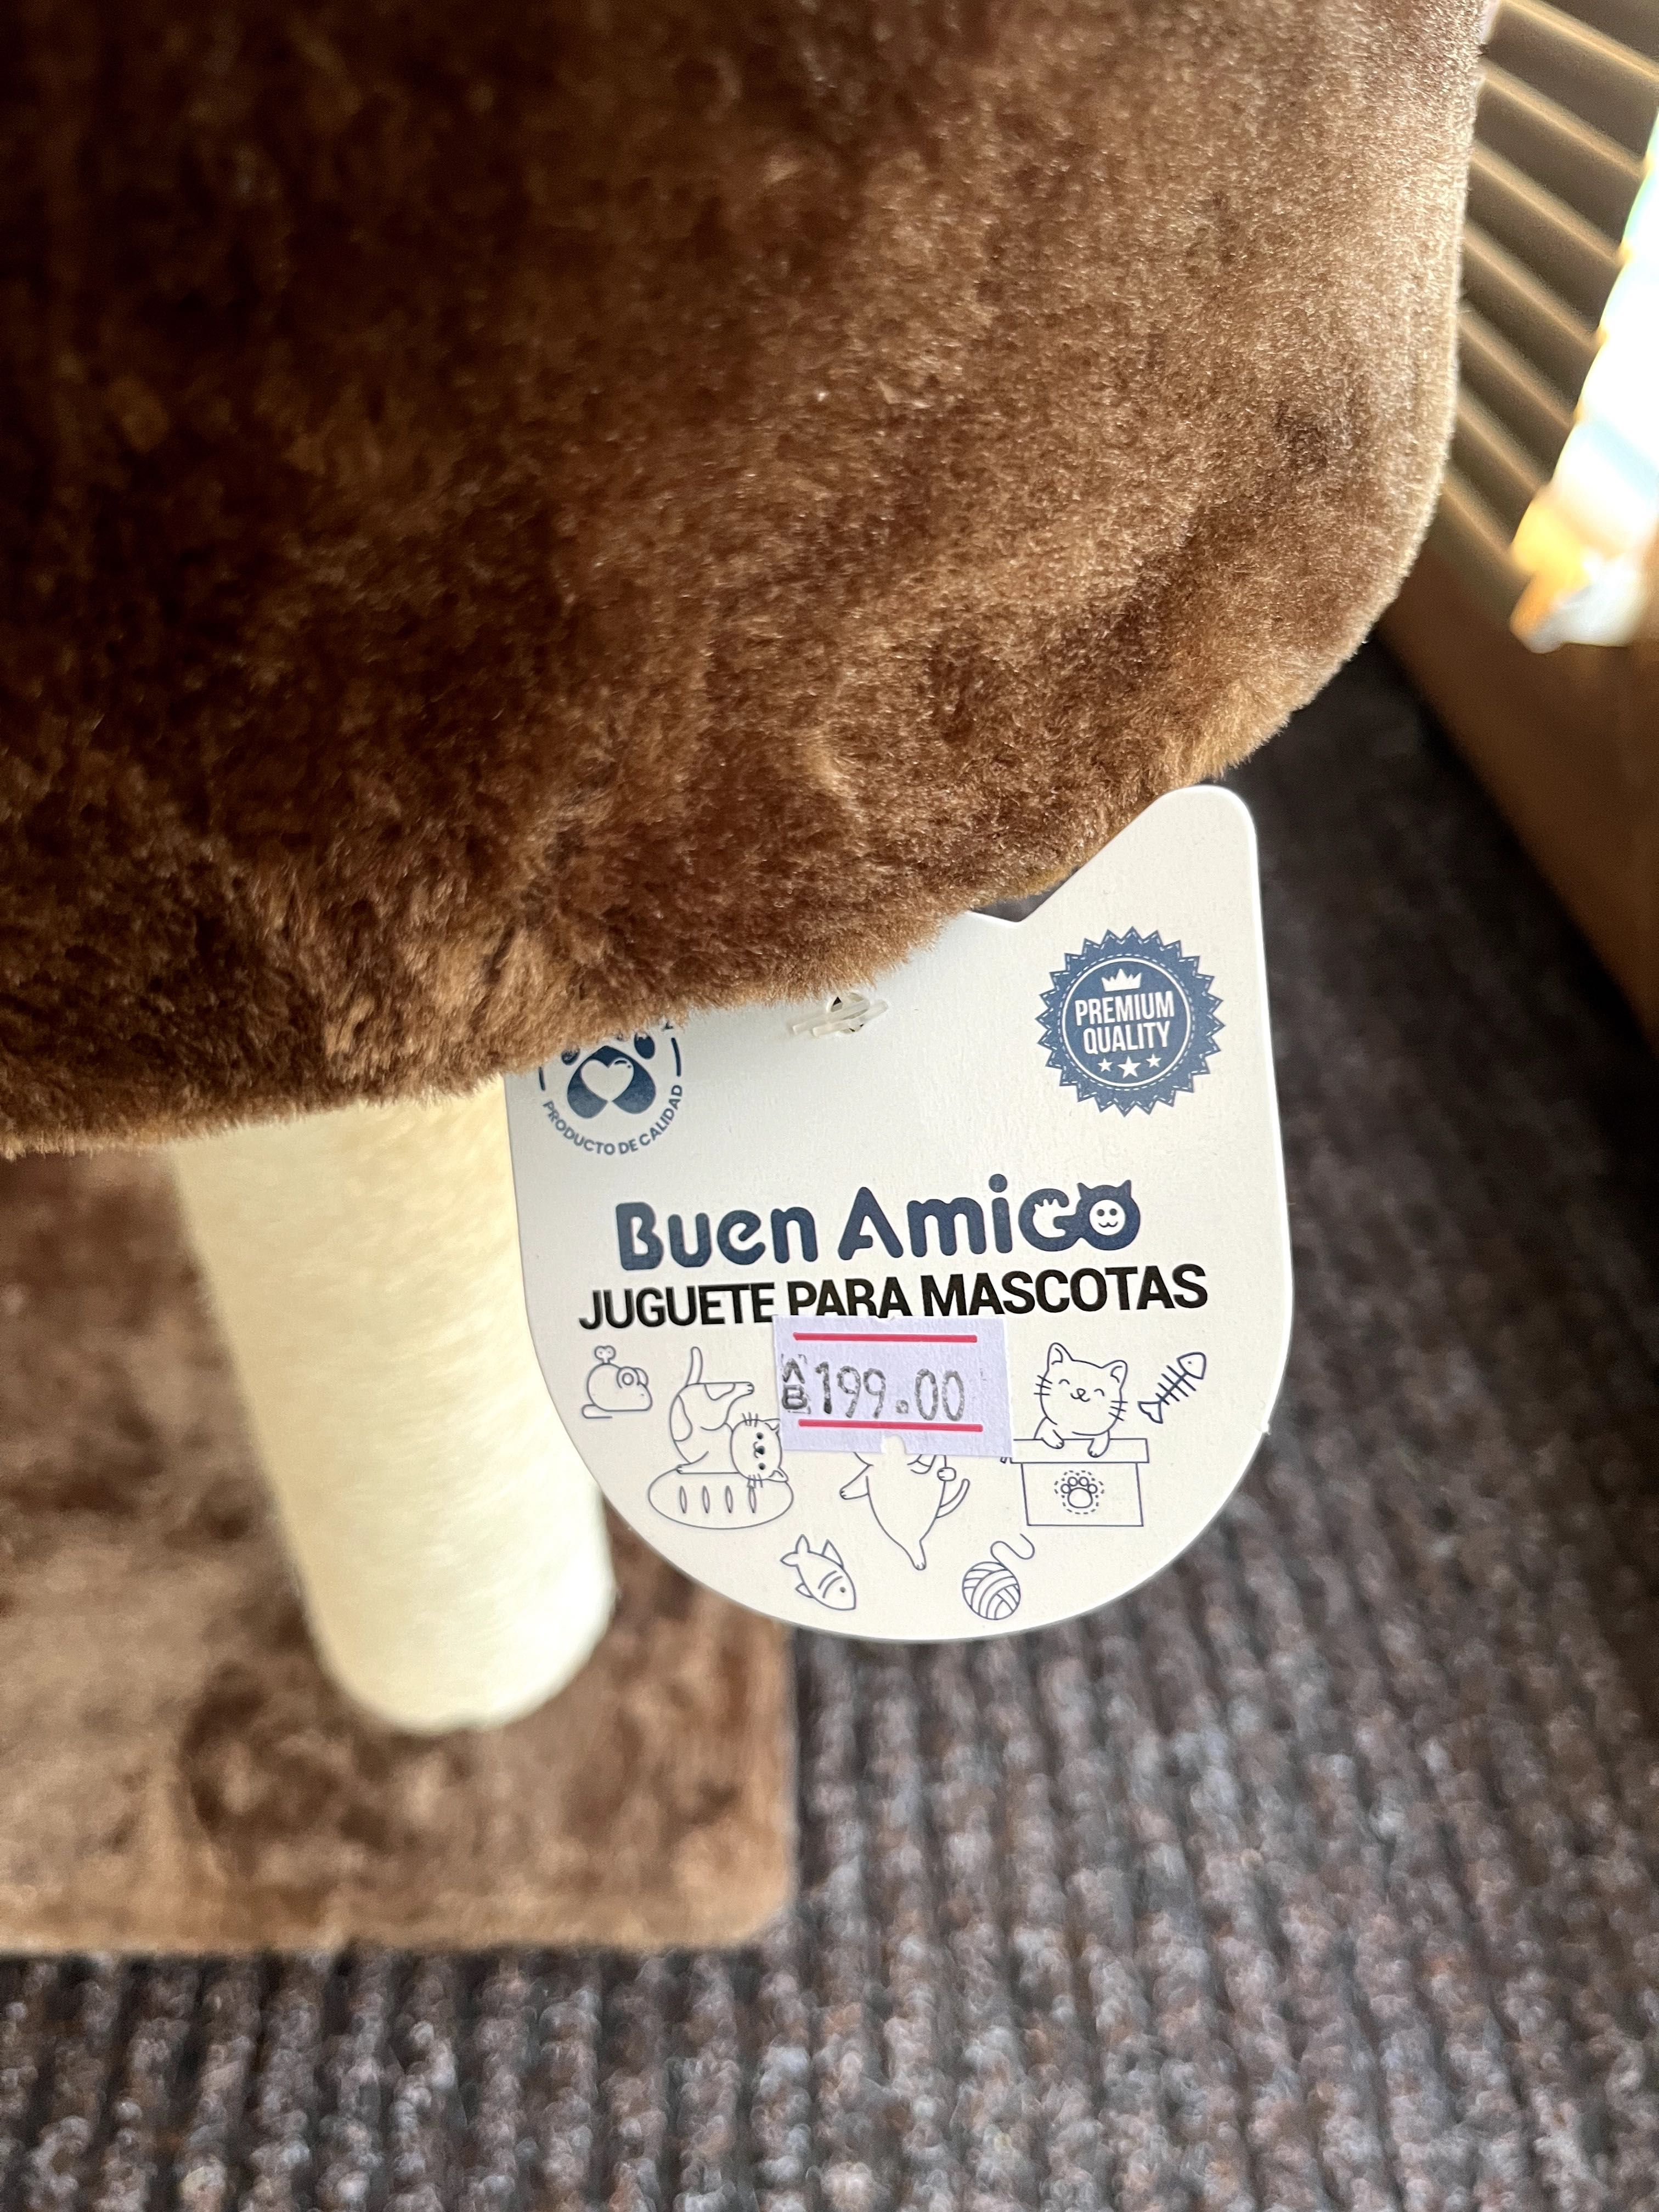 PREMIUM
QUALITY
PRODUCTO DE CALIDAD
Buen Amigo
JUGUETE PARA MASCOTAS
A
B 199.00